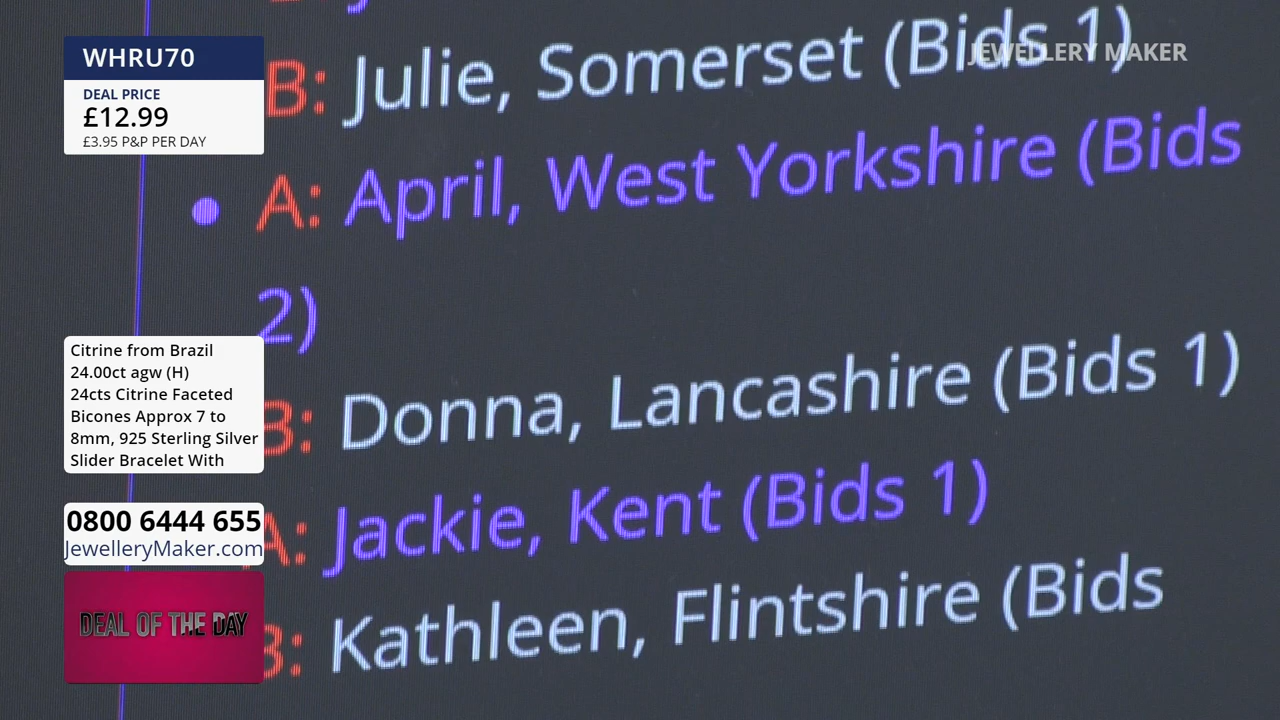 WHRU70
DEAL PRICE
£12.99
£3.95 P&P PER DAY
JEWELLERY MAKER
B: Julie, Somerset (Bids 1)
A: April, West Yorkshire (Bids
2)
B: Donna, Lancashire (Bids 1)
A: Jackie, Kent (Bids 1)
B: Kathleen, Flintshire (Bids
Citrine from Brazil
24.00ct agw (H)
24cts Citrine Faceted
Bicones Approx 7 to
8mm, 925 Sterling Silver
Slider Bracelet With
0800 6444 655
JewelleryMaker.com
DEAL OF THE DAY